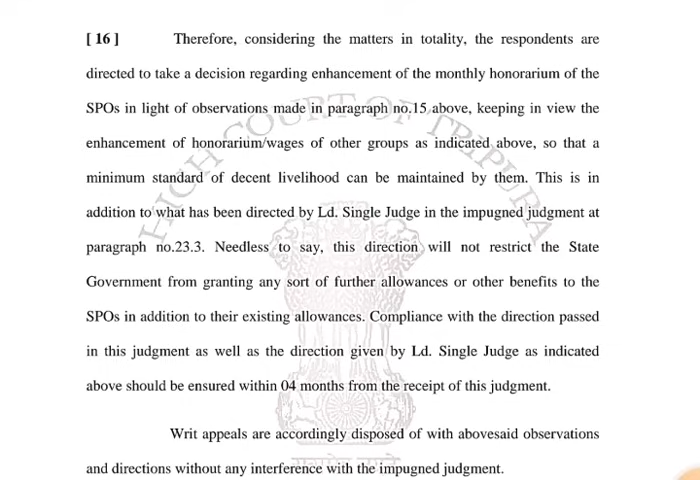 [ 16 ] Therefore, considering the matters in totality, the respondents are
directed to take a decision regarding enhancement of the monthly honorarium of the
SPOs in light of observations made in paragraph no.15 above, keeping in view the
enhancement of honorarium/wages of other groups as indicated above, so that a
minimum standard of decent livelihood can be maintained by them. This is in
addition to what has been directed by Ld. Single Judge in the impugned judgment at
paragraph no.23.3. Needless to say, this direction will not restrict the State
Government from granting any sort of further allowances or other benefits to the
SPOs in addition to their existing allowances. Compliance with the direction passed
in this judgment as well as the direction given by Ld. Single Judge as indicated
above should be ensured within 04 months from the receipt of this judgment.
Writ appeals are accordingly disposed of with abovesaid observations
and directions without any interference with the impugned judgment.
HIGH COURT OF TRIPURA
सत्यमेव जयते